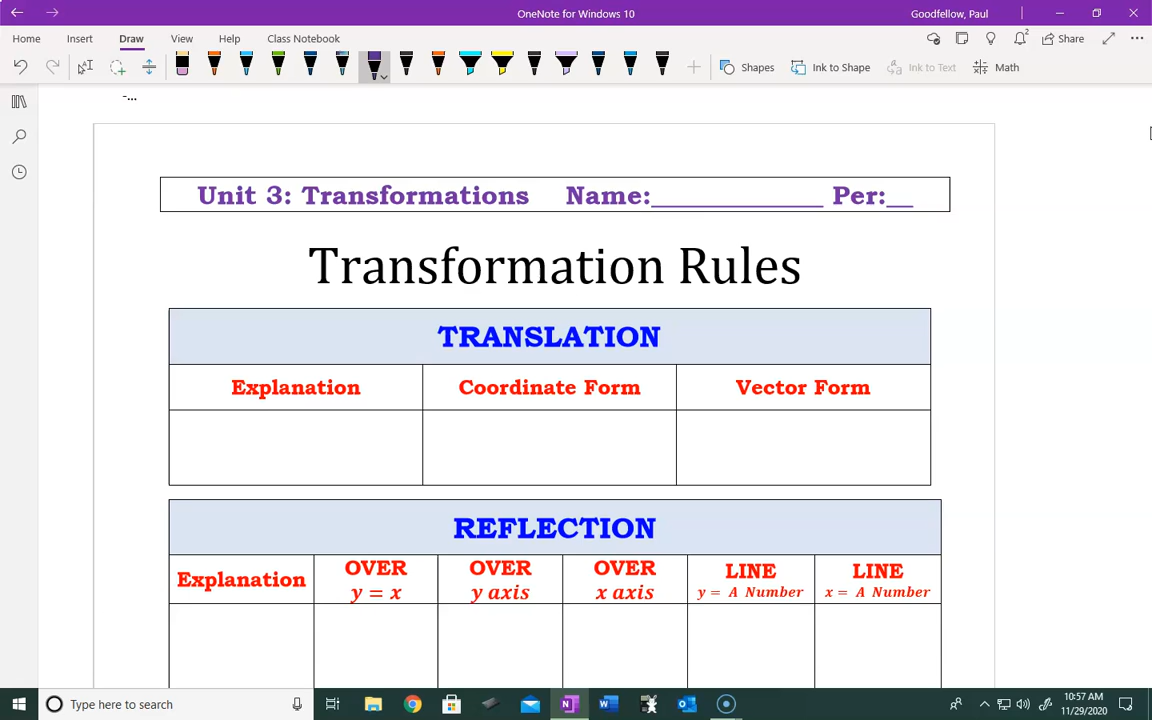 OneNote for Windows 10
Goodfellow, Paul
Home Insert Draw View Help Class Notebook
Share
Shapes Ink to Shape Ink to Text Math
-...
Unit 3: Transformations Name:_____________ Per:__
Transformation Rules
TRANSLATION
Explanation Coordinate Form Vector Form
REFLECTION
Explanation
OVER
y = x
OVER
y axis
OVER
x axis
LINE
y = A Number
LINE
x = A Number
Type here to search
10:57 AM
11/29/2020